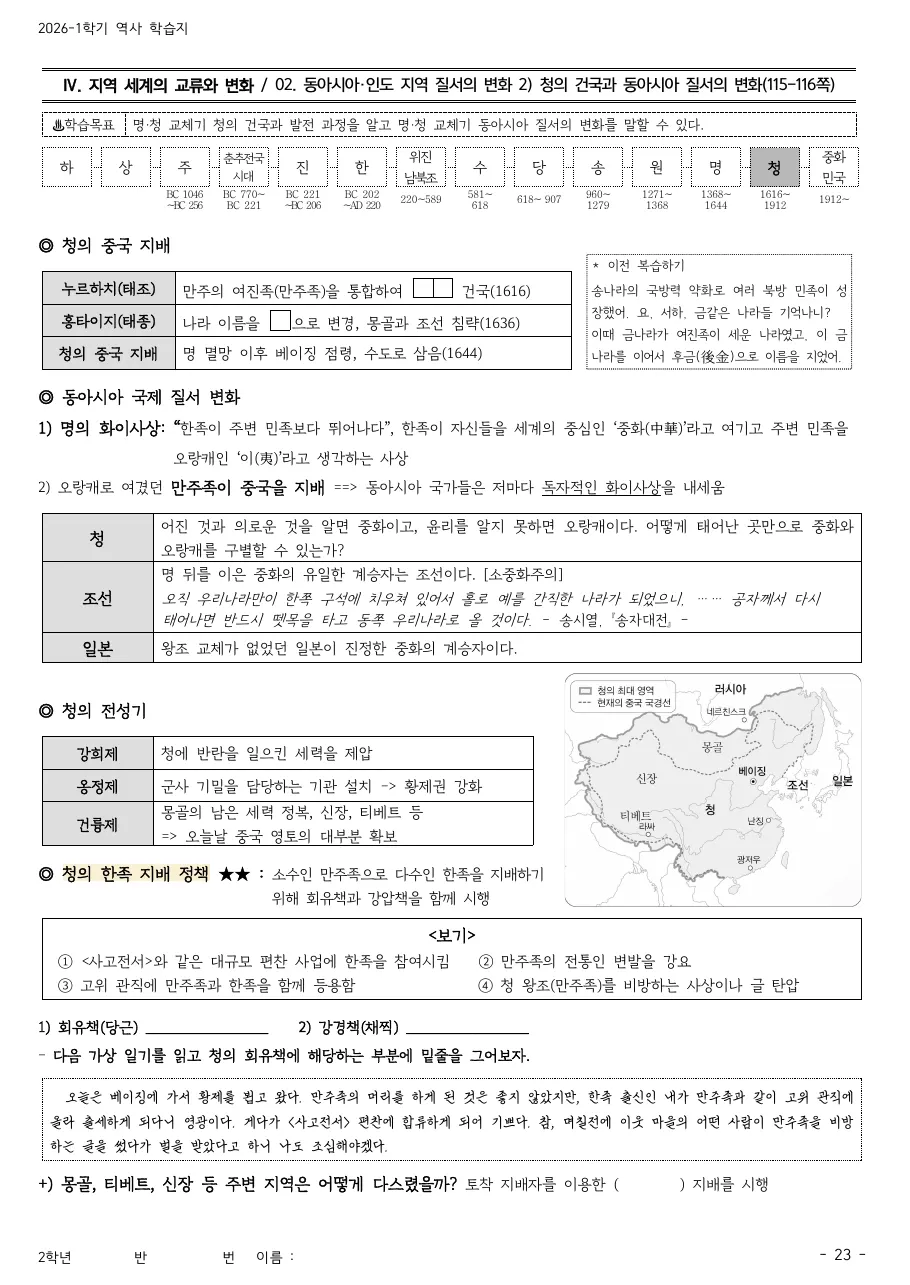 2026-1학기 역사 학습지
Ⅳ. 지역 세계의 교류와 변화 / 02. 동아시아·인도 지역 질서의 변화 2) 청의 건국과 동아시아 질서의 변화(115-116쪽)
♨학습목표 명·청 교체기 청의 건국과 발전 과정을 알고 명·청 교체기 동아시아 질서의 변화를 말할 수 있다.
하 상 주 춘추전국 시대 진 한 위진 남북조 수 당 송 원 명 청 중화 민국
BC 1046 ~BC 256 BC 770~ BC 221 BC 221 ~BC 206 BC 202 ~AD 220 220~589 581~ 618 618~ 907 960~ 1279 1271~ 1368 1368~ 1644 1616~ 1912 1912~
◎ 청의 중국 지배
누르하치(태조) 만주의 여진족(만주족)을 통합하여 □□ 건국(1616)
홍타이지(태종) 나라 이름을 □으로 변경, 몽골과 조선 침략(1636)
청의 중국 지배 명 멸망 이후 베이징 점령, 수도로 삼음(1644)
* 이전 복습하기
송나라의 국방력 약화로 여러 북방 민족이 성
장했어. 요, 서하, 금같은 나라들 기억나니?
이때 금나라가 여진족이 세운 나라였고, 이 금
나라를 이어서 후금(後金)으로 이름을 지었어.
◎ 동아시아 국제 질서 변화
1) 명의 화이사상: “한족이 주변 민족보다 뛰어나다”, 한족이 자신들을 세계의 중심인 ‘중화(中華)’라고 여기고 주변 민족을
오랑캐인 ‘이(夷)’라고 생각하는 사상
2) 오랑캐로 여겼던 만주족이 중국을 지배 ==> 동아시아 국가들은 저마다 독자적인 화이사상을 내세움
청 어진 것과 의로운 것을 알면 중화이고, 윤리를 알지 못하면 오랑캐이다. 어떻게 태어난 곳만으로 중화와
오랑캐를 구별할 수 있는가?
조선 명 뒤를 이은 중화의 유일한 계승자는 조선이다. [소중화주의]
오직 우리나라만이 한쪽 구석에 치우쳐 있어서 홀로 예를 간직한 나라가 되었으니, …… 공자께서 다시
태어나면 반드시 뗏목을 타고 동쪽 우리나라로 올 것이다. - 송시열, 『송자대전』 -
일본 왕조 교체가 없었던 일본이 진정한 중화의 계승자이다.
◎ 청의 전성기
강희제 청에 반란을 일으킨 세력을 제압
옹정제 군사 기밀을 담당하는 기관 설치 -> 황제권 강화
건륭제 몽골의 남은 세력 정복, 신장, 티베트 등
=> 오늘날 중국 영토의 대부분 확보
청의 최대 영역
현재의 중국 국경선
러시아
네르친스크
몽골
신장
베이징
조선
일본
티베트
라싸
청
난징
광저우
◎ 청의 한족 지배 정책 ★★ : 소수인 만주족으로 다수인 한족을 지배하기
위해 회유책과 강압책을 함께 시행
<보기>
① <사고전서>와 같은 대규모 편찬 사업에 한족을 참여시킴 ② 만주족의 전통인 변발을 강요
③ 고위 관직에 만주족과 한족을 함께 등용함 ④ 청 왕조(만주족)를 비방하는 사상이나 글 탄압
1) 회유책(당근) ______________ 2) 강경책(채찍) ______________
- 다음 가상 일기를 읽고 청의 회유책에 해당하는 부분에 밑줄을 그어보자.
오늘은 베이징에 가서 황제를 뵙고 왔다. 만주족의 머리를 하게 된 것은 좋지 않았지만, 한족 출신인 내가 만주족과 같이 고위 관직에
올라 출세하게 되다니 영광이다. 게다가 <사고전서> 편찬에 합류하게 되어 기쁘다. 참, 며칠전에 이웃 마을의 어떤 사람이 만주족을 비방
하는 글을 썼다가 벌을 받았다고 하니 나도 조심해야겠다.
+) 몽골, 티베트, 신장 등 주변 지역은 어떻게 다스렸을까? 토착 지배자를 이용한 ( ) 지배를 시행
2학년 반 번 이름 :
- 23 -